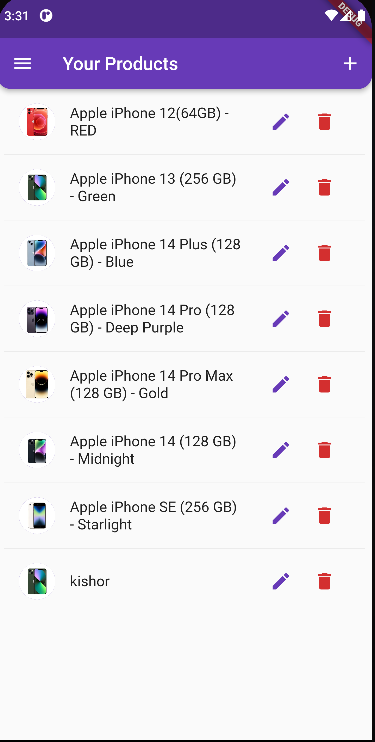 3:31
DEBUG
Your Products
Apple iPhone 12(64GB) -
RED
Apple iPhone 13 (256 GB)
- Green
Apple iPhone 14 Plus (128
GB) - Blue
Apple iPhone 14 Pro (128
GB) - Deep Purple
Apple iPhone 14 Pro Max
(128 GB) - Gold
Apple iPhone 14 (128 GB)
- Midnight
Apple iPhone SE (256 GB)
- Starlight
kishor